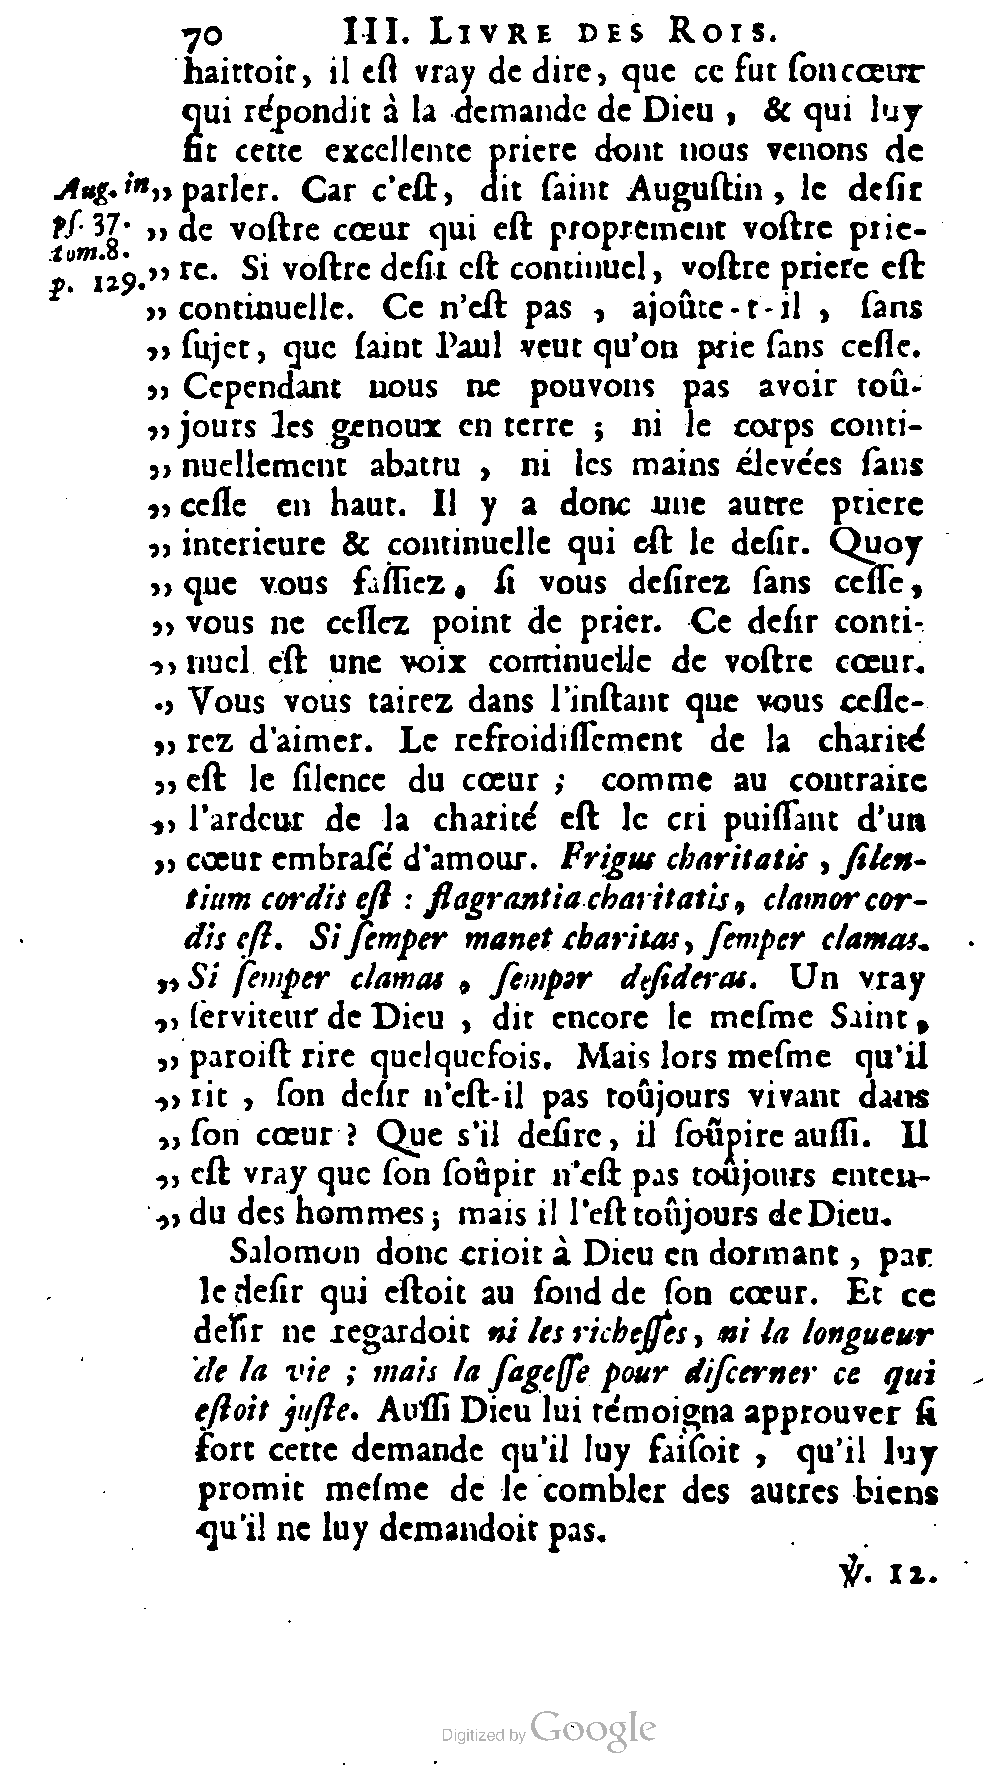 70 III. LIVRE DES ROIS.
haittoit, il eſt vray de dire, que ce fut ſon cœur
qui répondit à la demande de Dieu, & qui luy
fit cette excellente priere dont nous venons de
Aug. in ,, parler. Car c'eſt, dit ſaint Auguſtin, le deſir
pſ. 37. ,, de voſtre cœur qui eſt proprement voſtre prie-
tom. 8.
p. 129. ,, re. Si voſtre deſir eſt continuel, voſtre priere eſt
,, continuelle. Ce n'eſt pas, ajoûte-t-il, ſans
,, ſujet, que ſaint Paul veut qu'on prie ſans ceſſe.
,, Cependant nous ne pouvons pas avoir toû-
,, jours les genoux en terre ; ni le corps conti-
,, nuellement abattu, ni les mains élevées ſans
,, ceſſe en haut. Il y a donc une autre priere
,, interieure & continuelle qui eſt le deſir. Quoy
,, que vous faſſiez, ſi vous deſirez ſans ceſſe,
,, vous ne ceſſez point de prier. Ce deſir conti-
,, nuel eſt une voix continuelle de voſtre cœur.
,, Vous vous tairez dans l'inſtant que vous ceſſe-
,, rez d'aimer. Le refroidiſſement de la charité
,, eſt le ſilence du cœur ; comme au contraire
,, l'ardeur de la charité eſt le cri puiſſant d'un
,, cœur embraſé d'amour. Frigus charitatis, ſilen-
tium cordis eſt : flagrantia charitatis, clamor cor-
dis eſt. Si ſemper manet charitas, ſemper clamas.
,, Si ſemper clamas, ſemper deſideras. Un vray
,, ſerviteur de Dieu, dit encore le meſme Saint,
,, paroiſt rire quelquefois. Mais lors meſme qu'il
,, rit, ſon deſir n'eſt-il pas toûjours vivant dans
,, ſon cœur ? Que s'il deſire, il ſoûpire auſſi. Il
,, eſt vray que ſon ſoûpir n'eſt pas toûjours enten-
,, du des hommes ; mais il l'eſt toûjours de Dieu.
Salomon donc crioit à Dieu en dormant, par
le deſir qui eſtoit au fond de ſon cœur. Et ce
deſir ne regardoit ni les richeſſes, ni la longueur
de la vie ; mais la ſageſſe pour diſcerner ce qui
eſtoit juſte. Auſſi Dieu lui témoigna approuver ſi
fort cette demande qu'il luy faiſoit, qu'il luy
promit meſme de le combler des autres biens
qu'il ne luy demandoit pas.
℣. 12.
Digitized by Google